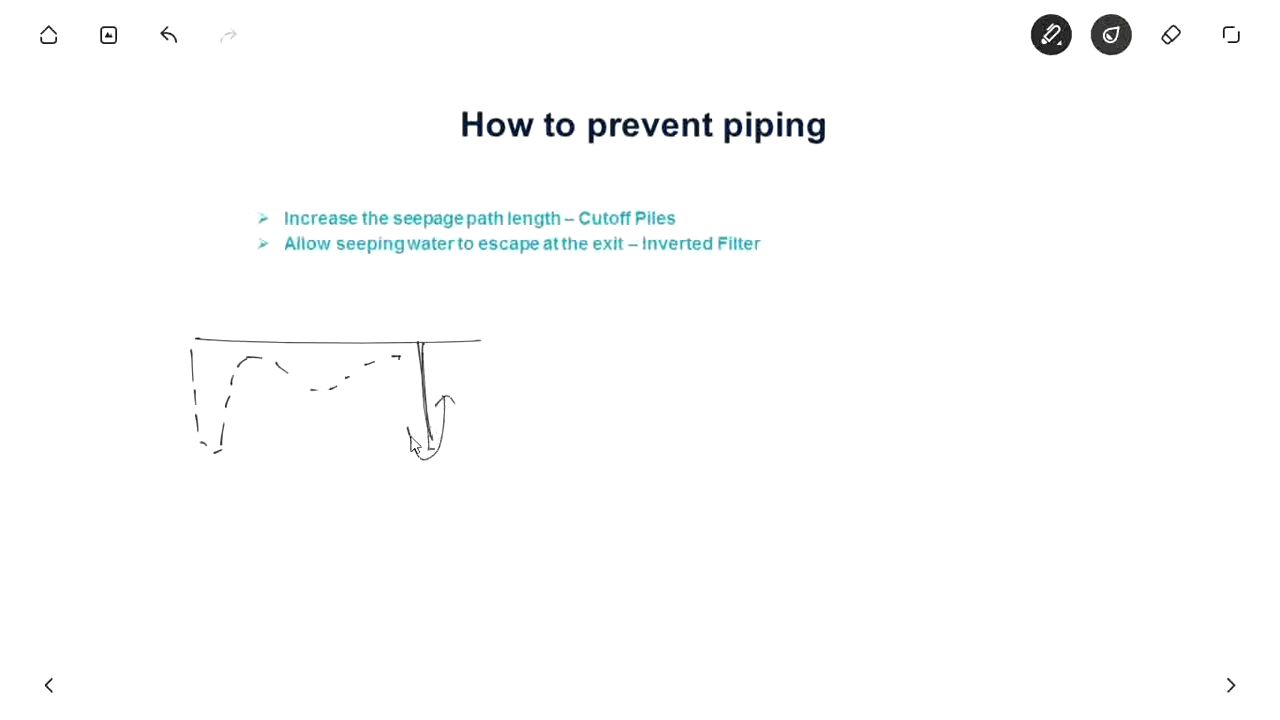 How to prevent piping
Increase the seepage path length – Cutoff Piles
Allow seeping water to escape at the exit – Inverted Filter